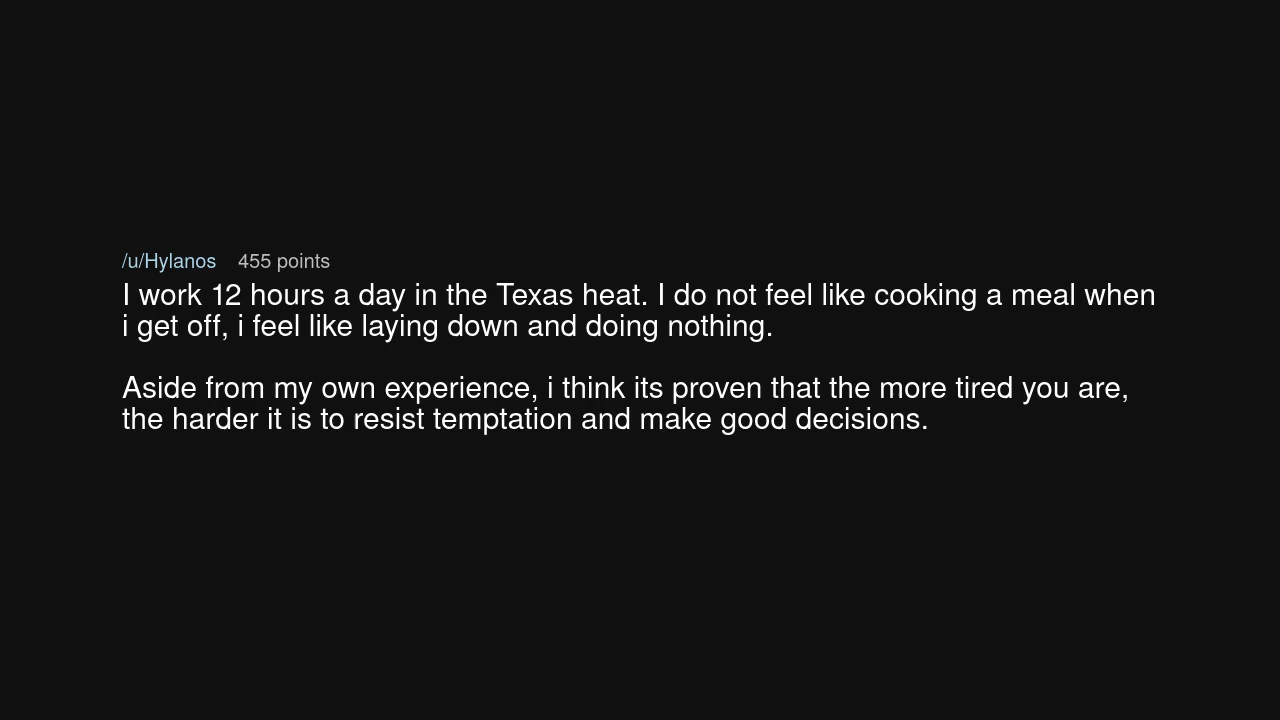 /u/Hylanos 455 points
I work 12 hours a day in the Texas heat. I do not feel like cooking a meal when
i get off, i feel like laying down and doing nothing.
Aside from my own experience, i think its proven that the more tired you are,
the harder it is to resist temptation and make good decisions.